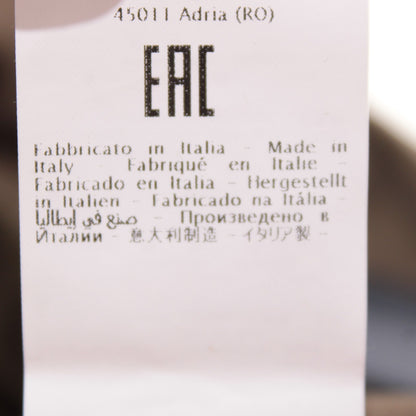 45011 Adria (RO)
EAC
Fabbricato in Italia - Made in
Italy - Fabriqué en Italie -
Fabricado en Italia - Hergestellt
in Italien - Fabricado na Itália -
صنع في إيطاليا - Произведено в
Италии - 意大利制造 - イタリア製 -